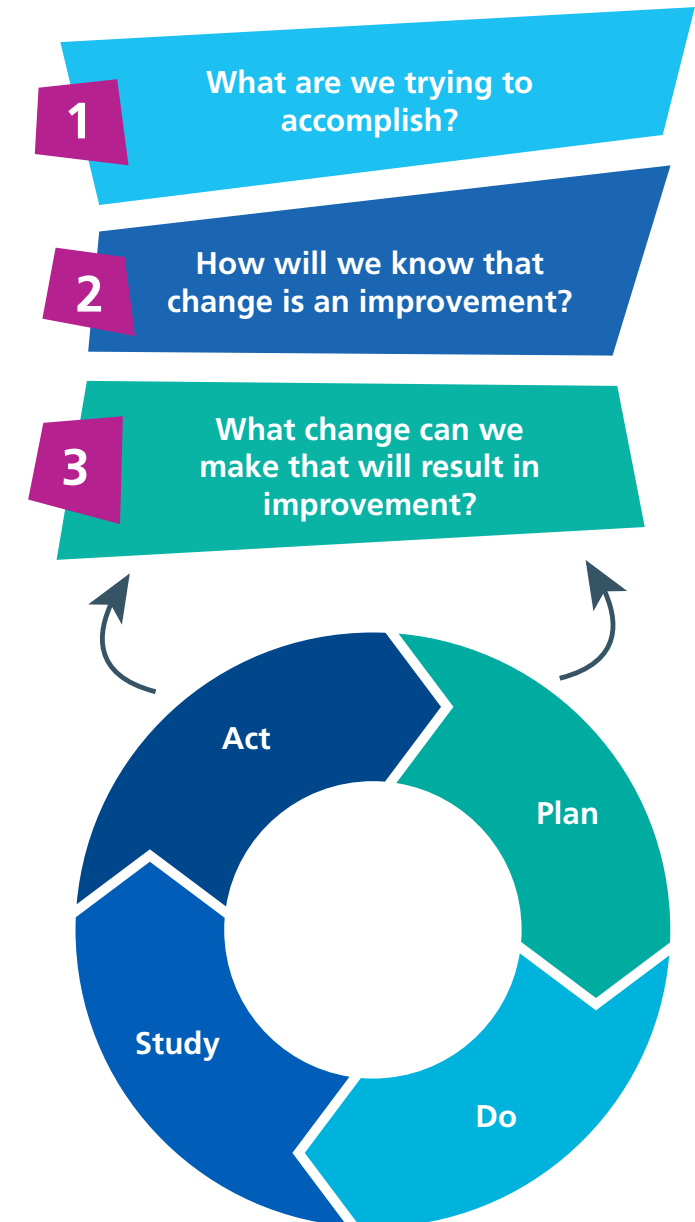 1
What are we trying to
accomplish?
2
How will we know that
change is an improvement?
3
What change can we
make that will result in
improvement?
Act
Plan
Study
Do